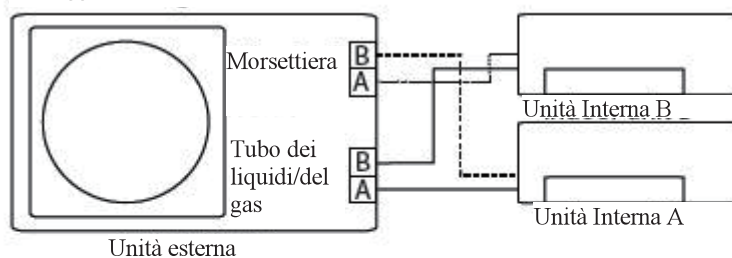 Morsettiera
B
A
Unità Interna B
Tubo dei
liquidi/del
gas
B
A
Unità Interna A
Unità esterna